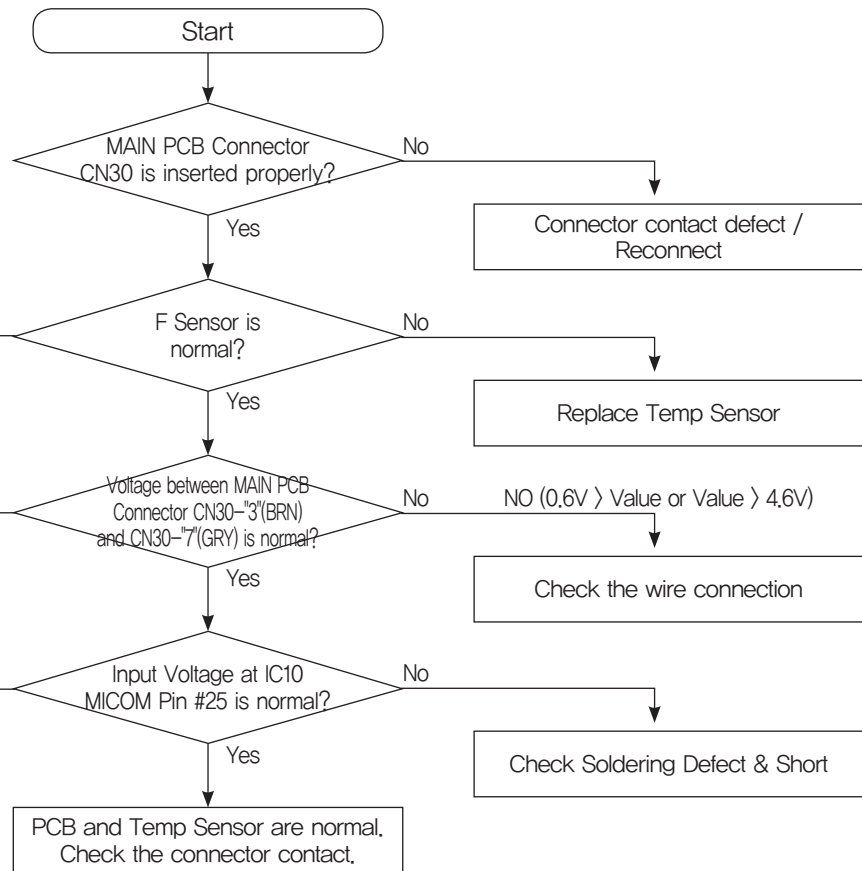 Start
MAIN PCB Connector
CN30 is inserted properly?
No
Yes
Connector contact defect /
Reconnect
F Sensor is
normal?
No
Yes
Replace Temp Sensor
Voltage between MAIN PCB
Connector CN30-"3"(BRN)
and CN30-"7"(GRY) is normal?
No
NO (0.6V > Value or Value > 4.6V)
Yes
Check the wire connection
Input Voltage at IC10
MICOM Pin #25 is normal?
No
Yes
Check Soldering Defect & Short
PCB and Temp Sensor are normal.
Check the connector contact.